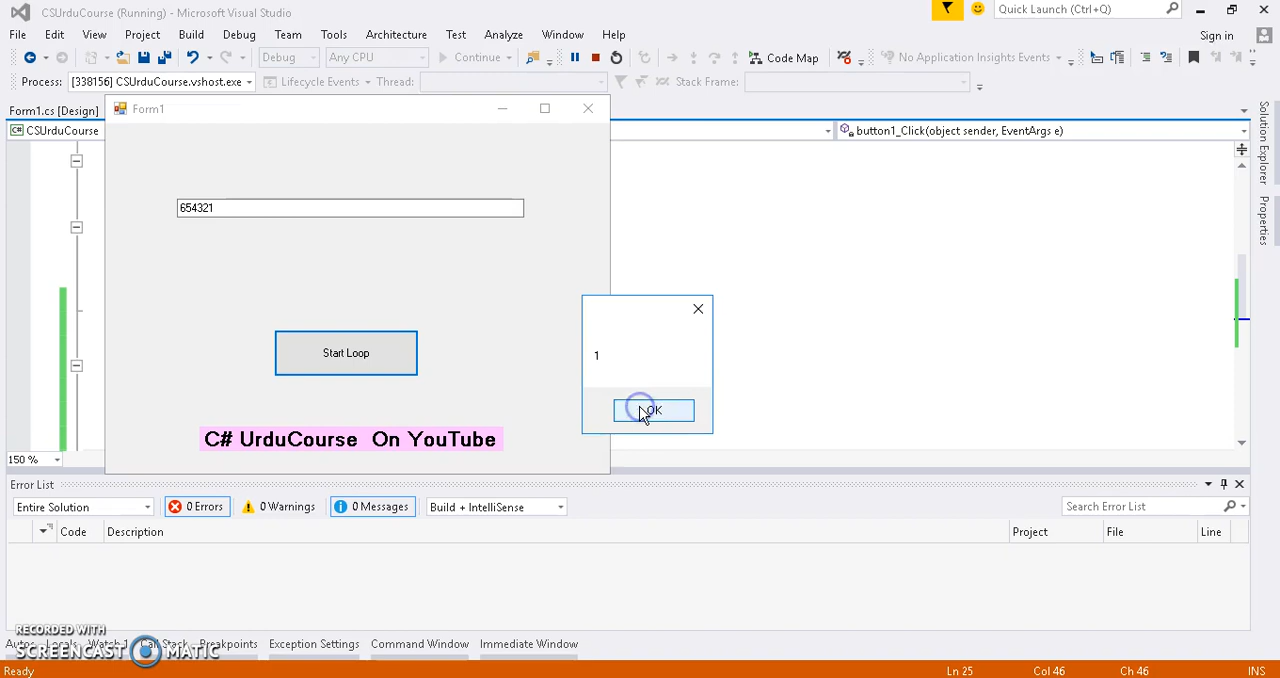 CSUrduCourse (Running) - Microsoft Visual Studio
Quick Launch (Ctrl+Q)
File Edit View Project Build Debug Team Tools Architecture Test Analyze Window Help
Sign in
Debug Any CPU Continue Code Map No Application Insights Events
Process: [338156] CSUrduCourse.vshost.exe Lifecycle Events Thread: Stack Frame:
Form1.cs [Design]
Form1
CSUrduCourse
button1_Click(object sender, EventArgs e)
Solution Explorer
Properties
654321
1
OK
Start Loop
C# UrduCourse On YouTube
150 %
Error List
Entire Solution 0 Errors 0 Warnings 0 Messages Build + IntelliSense
Search Error List
Code Description Project File Line
RECORDED WITH
SCREENCAST MATIC
Autos Locals Watch 1 Call Stack Breakpoints Exception Settings Command Window Immediate Window
Ready Ln 25 Col 46 Ch 46 INS